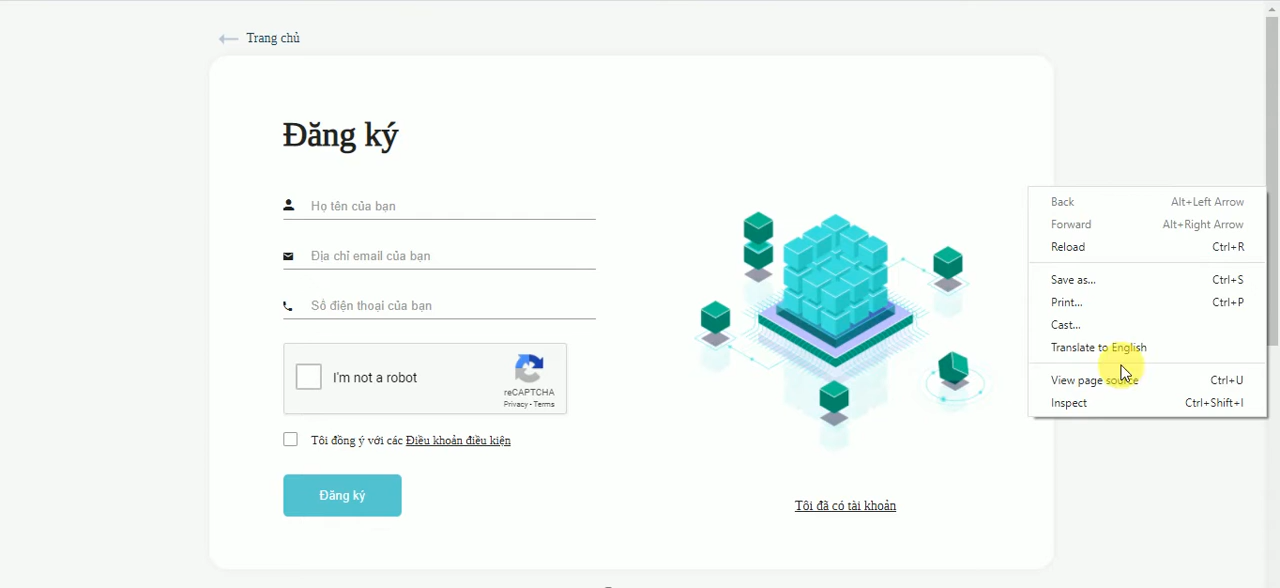 Trang chủ
Đăng ký
Họ tên của bạn
Địa chỉ email của bạn
Số điện thoại của bạn
I'm not a robot
reCAPTCHA
Privacy - Terms
Tôi đồng ý với các Điều khoản điều kiện
Đăng ký
Tôi đã có tài khoản
Back Alt+Left Arrow
Forward Alt+Right Arrow
Reload Ctrl+R
Save as... Ctrl+S
Print... Ctrl+P
Cast...
Translate to English
View page source Ctrl+U
Inspect Ctrl+Shift+I